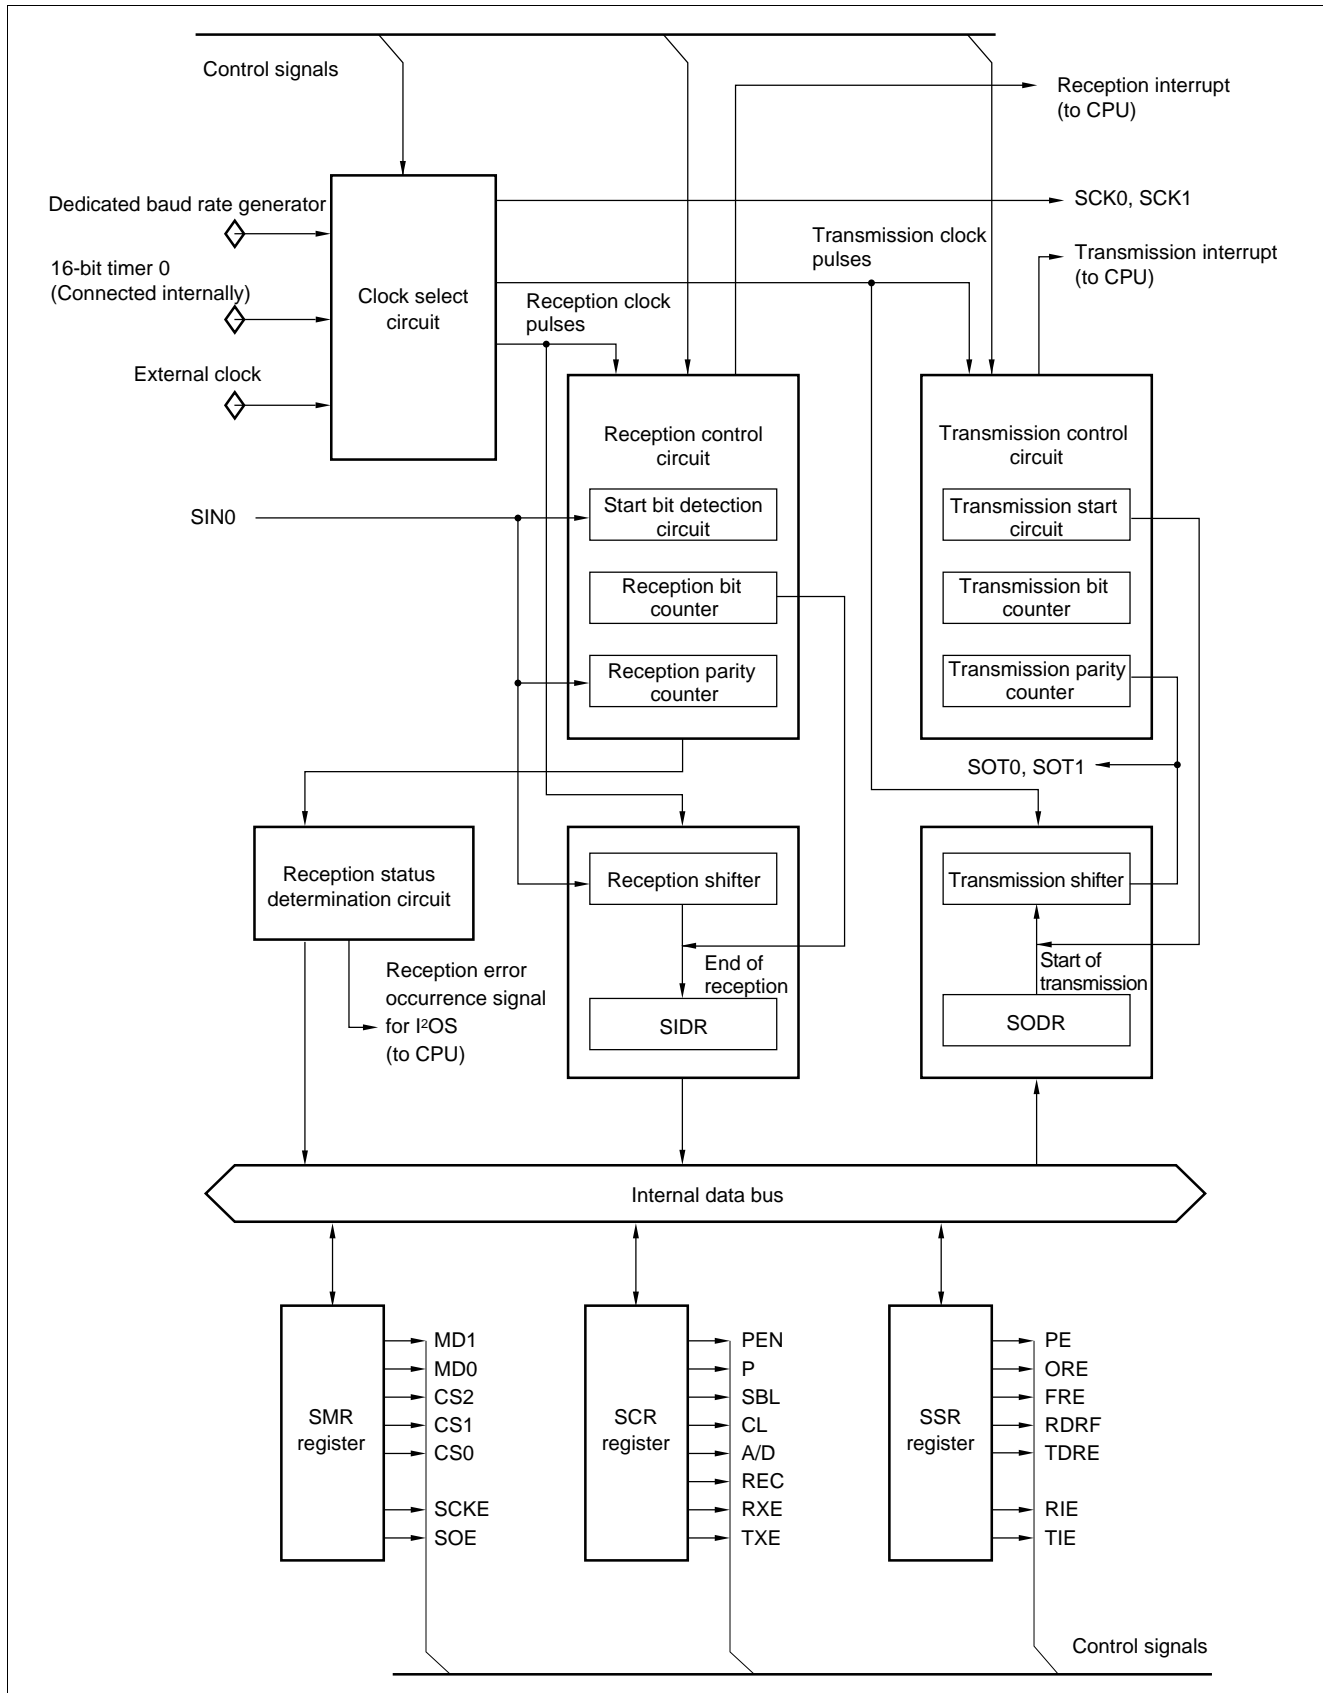 Control signals
Reception interrupt
(to CPU)
Dedicated baud rate generator
SCK0, SCK1
16-bit timer 0
(Connected internally)
Clock select
circuit
Transmission clock
pulses
Transmission interrupt
(to CPU)
Reception clock
pulses
External clock
Reception control
circuit
Transmission control
circuit
SIN0
Start bit detection
circuit
Transmission start
circuit
Reception bit
counter
Transmission bit
counter
Reception parity
counter
Transmission parity
counter
SOT0, SOT1
Reception status
determination circuit
Reception shifter
Transmission shifter
Reception error
occurrence signal
for I²OS
(to CPU)
End of
reception
Start of
transmission
SIDR
SODR
Internal data bus
SMR
register
MD1
MD0
CS2
CS1
CS0
SCKE
SOE
SCR
register
PEN
P
SBL
CL
A/D
REC
RXE
TXE
SSR
register
PE
ORE
FRE
RDRF
TDRE
RIE
TIE
Control signals